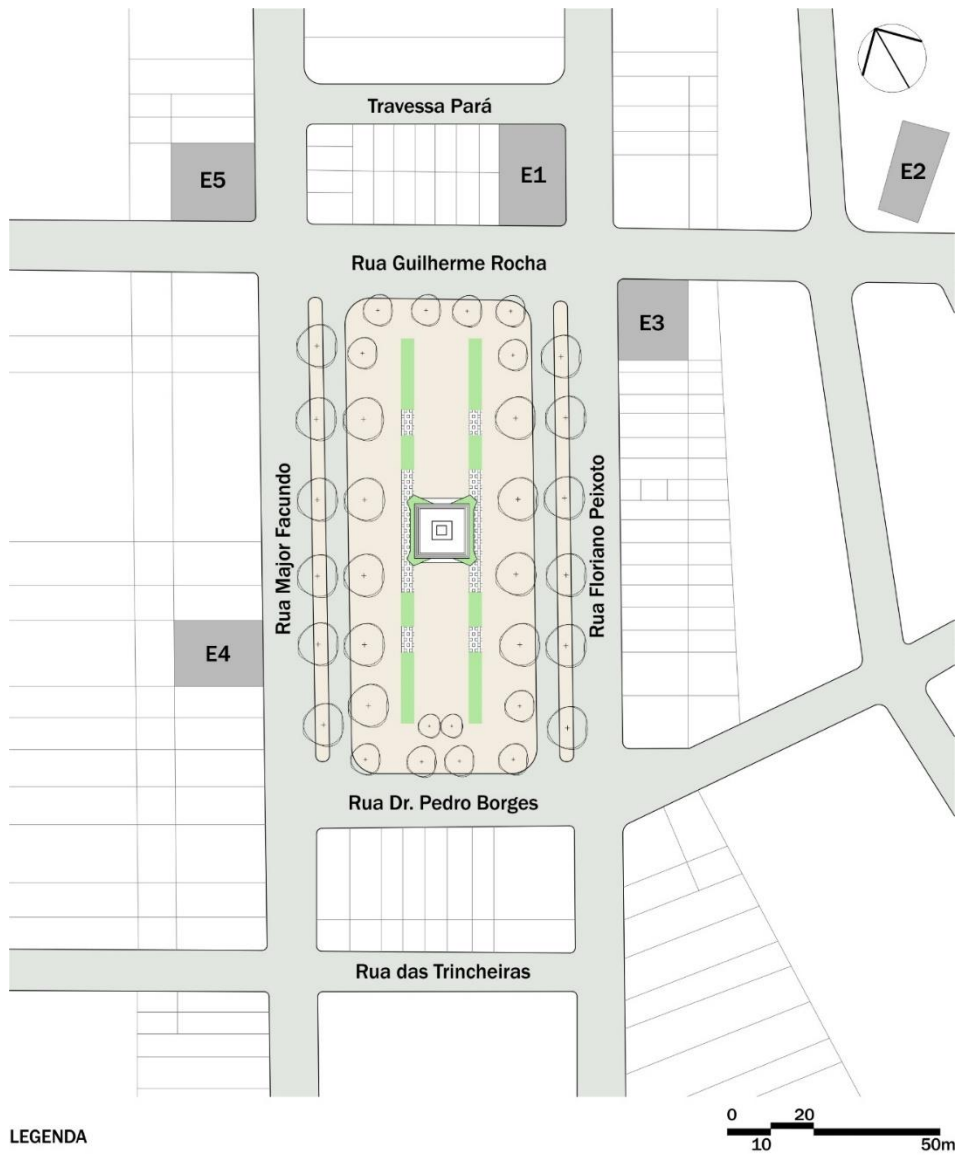 Travessa Pará
E5
E1
E2
Rua Guilherme Rocha
E3
Rua Major Facundo
Rua Floriano Peixoto
E4
Rua Dr. Pedro Borges
Rua das Trincheiras
LEGENDA
0 20
10 50m